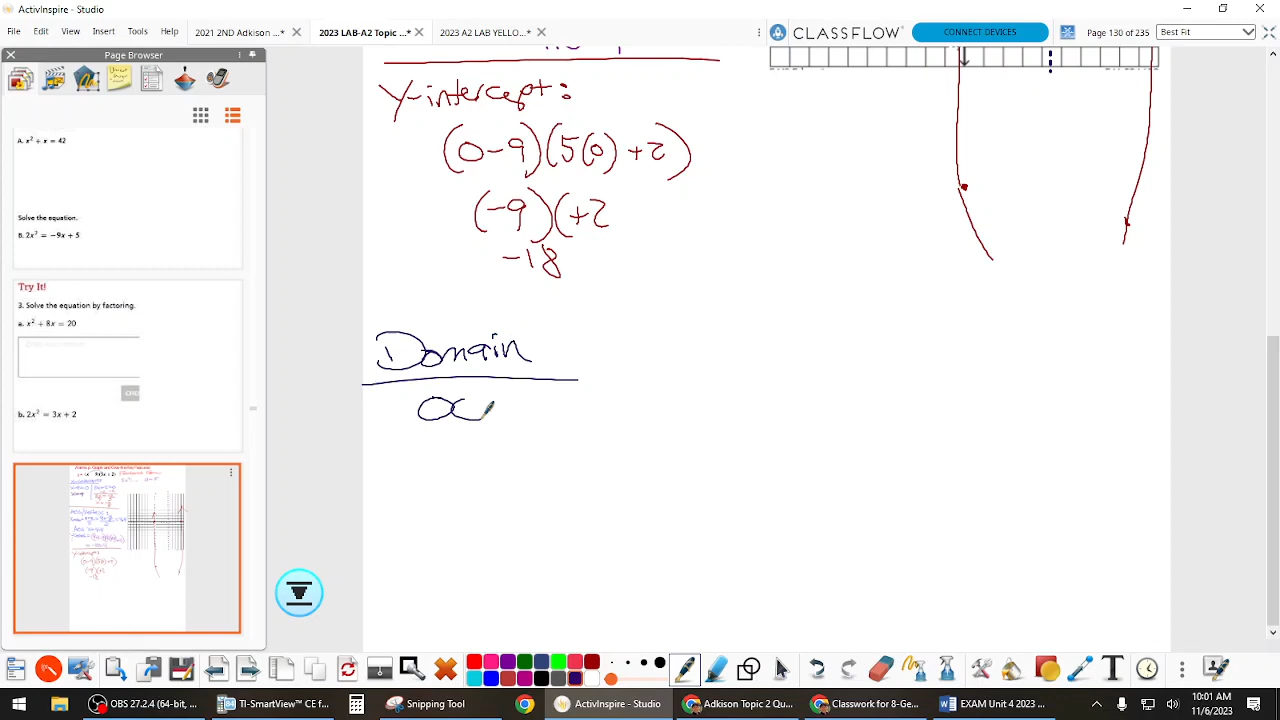 ActivInspire
File Edit View Insert Tools Help
2021 2ND Adkison ...*
2023 LAB-A2 Topic ...*
2023 A2 LAB YELLO...*
CLASSFLOW
CONNECT DEVICES
Page 130 of 235
Best Fit
Page Browser
A. x² + x = 42
Solve the equation.
B. 2x² = -9x + 5
Try It!
3. Solve the equation by factoring.
a. x² + 8x = 20
b. 2x² = 3x + 2
Y-intercept:
(0-9)(5(0)+2)
(-9)(+2
-18
Domain
10:01 AM
OBS 27.2.4 (64-bit, ...
TI-SmartView™ CE f...
Snipping Tool
ActivInspire - Studio
Adkison Topic 2 Qu...
Classwork for 8-Ge...
EXAM Unit 4 2023 ...
11/6/2023